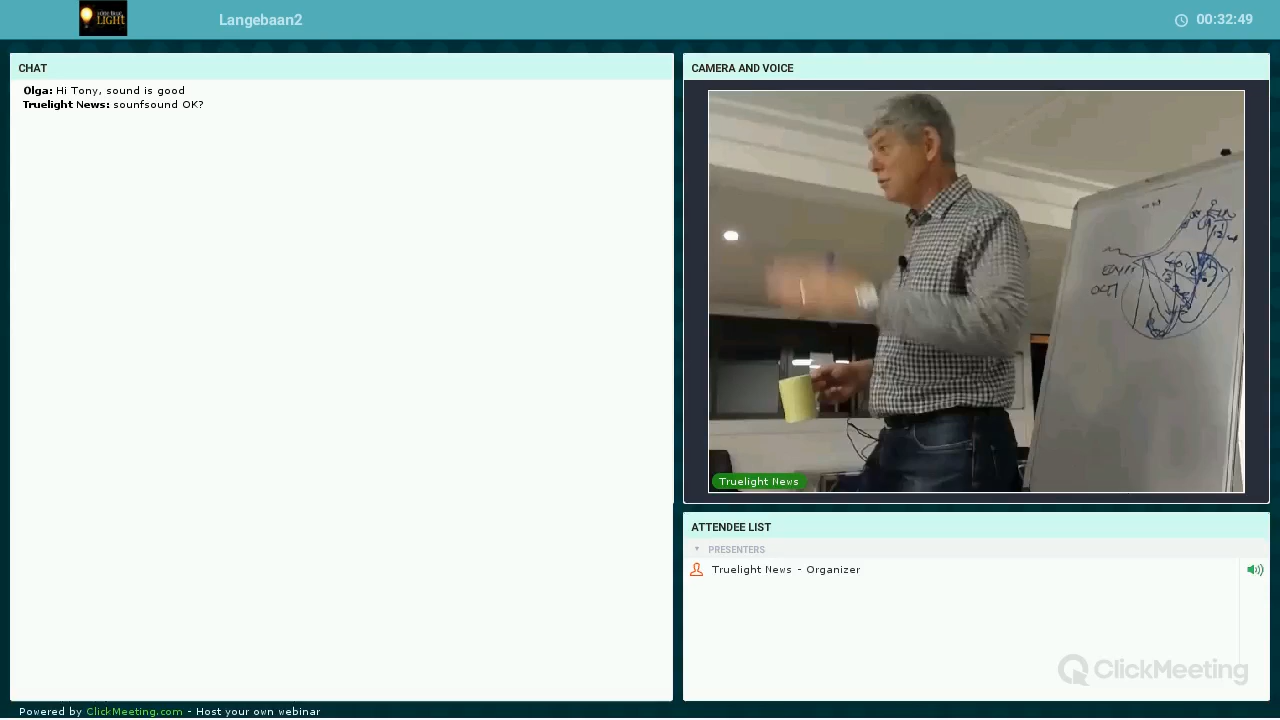 LIGHT
Langebaan2
00:32:49
CHAT
Olga: Hi Tony, sound is good
Truelight News: sounfsound OK?
CAMERA AND VOICE
Truelight News
ATTENDEE LIST
PRESENTERS
Truelight News - Organizer
ClickMeeting
Powered by ClickMeeting.com - Host your own webinar